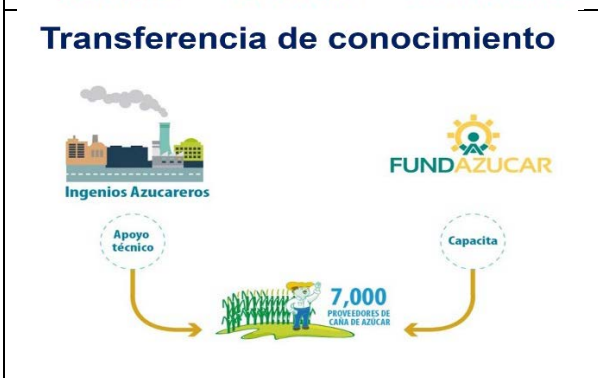 Transferencia de conocimiento
FUNDAZUCAR
Ingenios Azucareros
Apoyo
técnico
Capacita
7,000
PROVEEDORES DE
CAÑA DE AZÚCAR